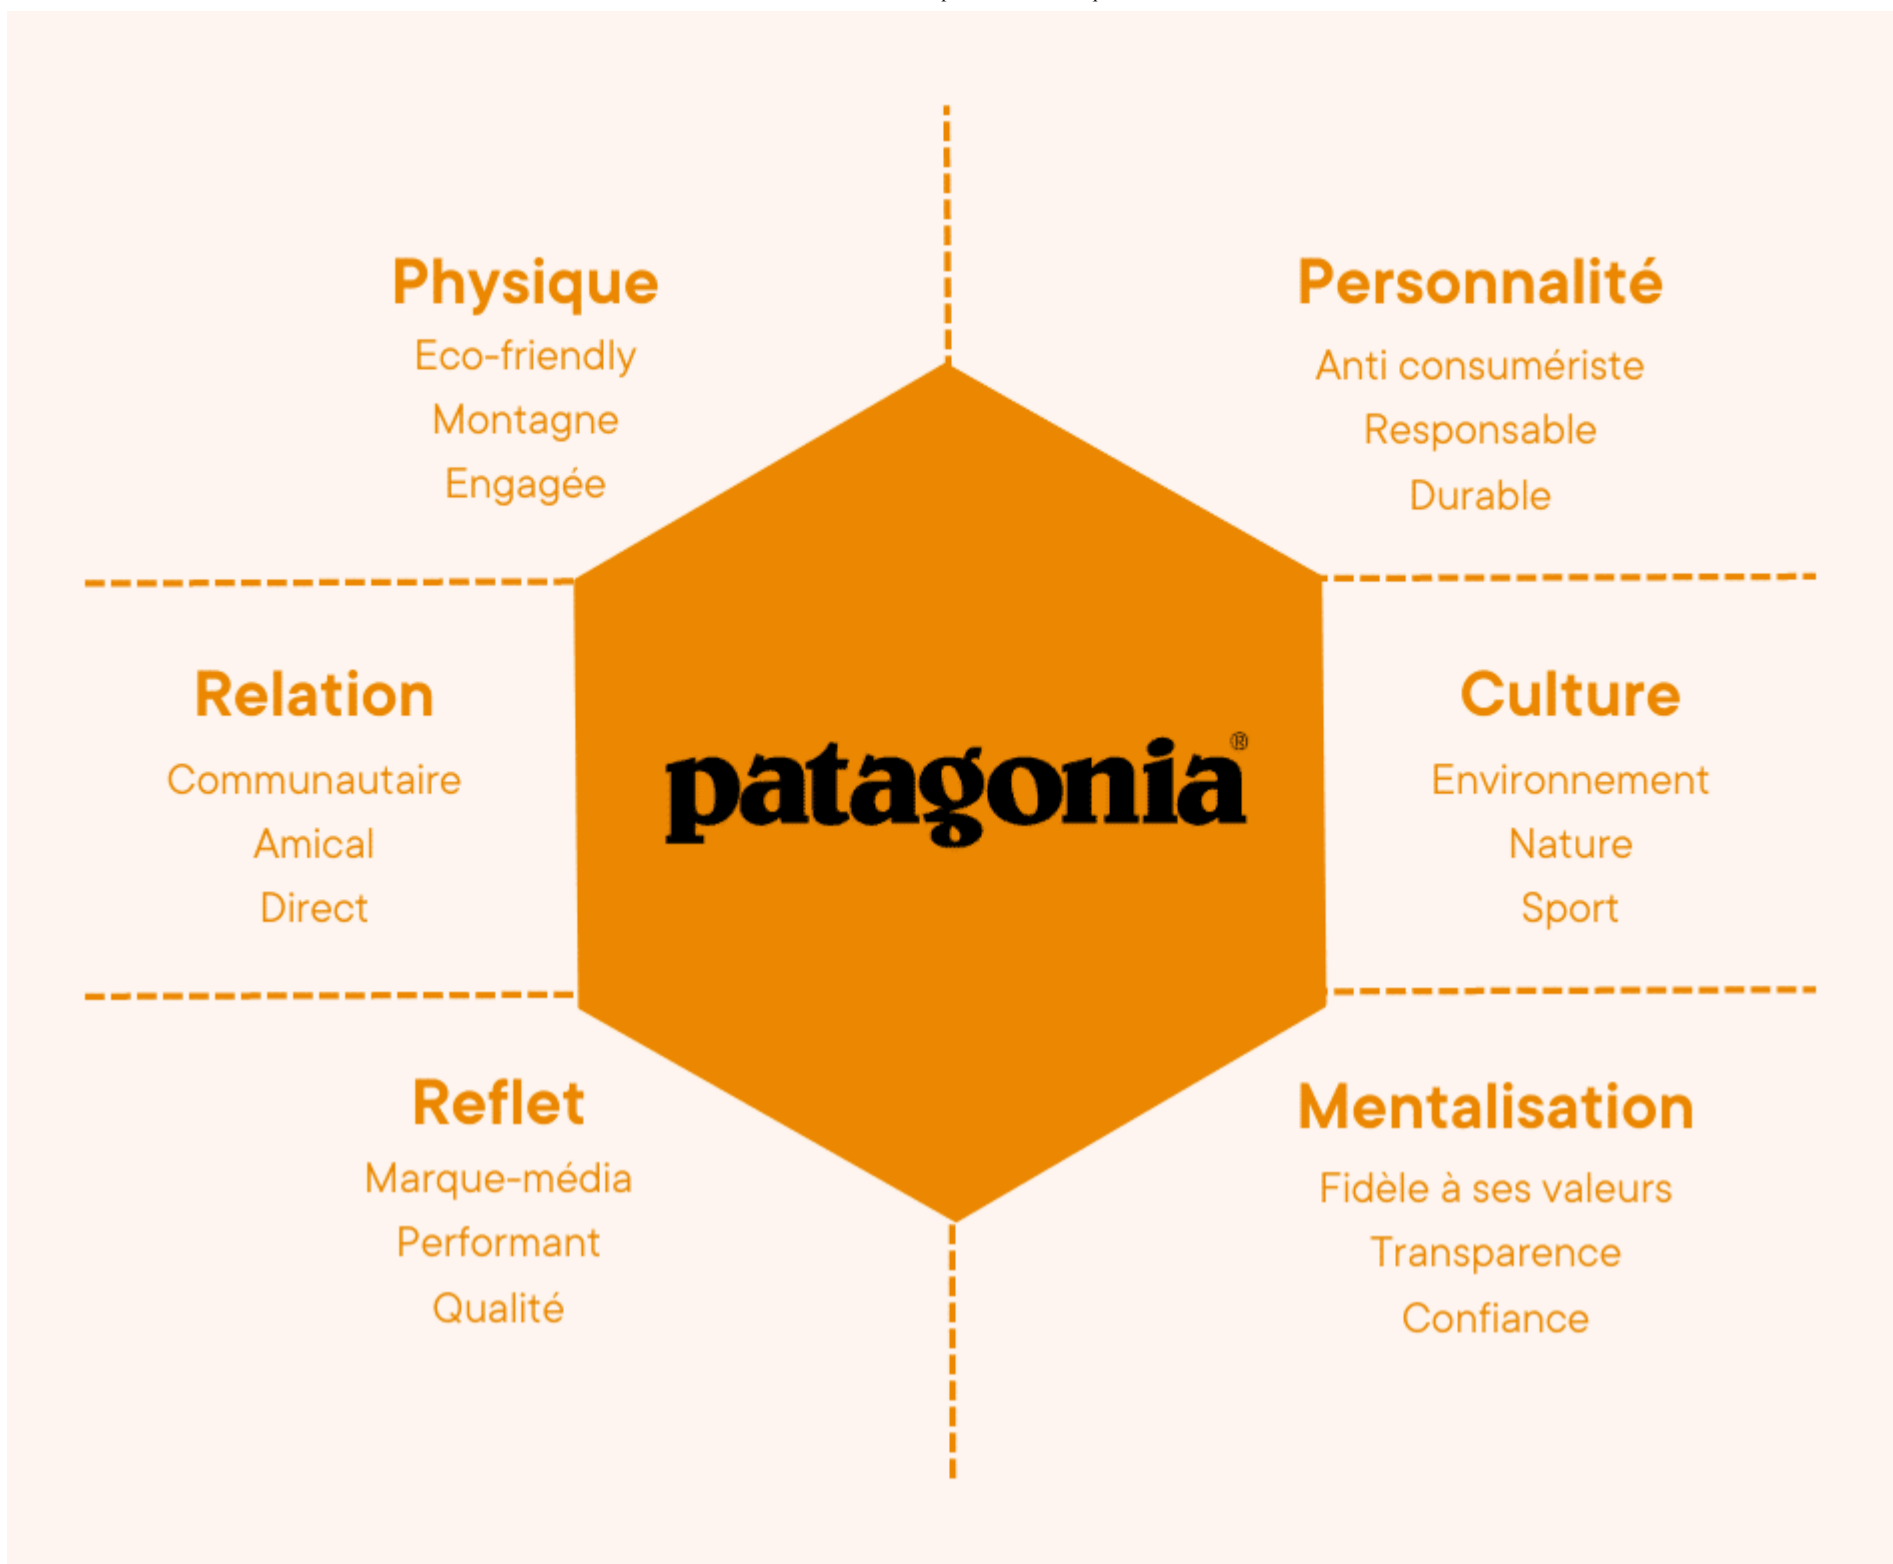 Physique
Eco-friendly
Montagne
Engagée
Personnalité
Anti consumériste
Responsable
Durable
Relation
Communautaire
Amical
Direct
patagonia®
Culture
Environnement
Nature
Sport
Reflet
Marque-média
Performant
Qualité
Mentalisation
Fidèle à ses valeurs
Transparence
Confiance